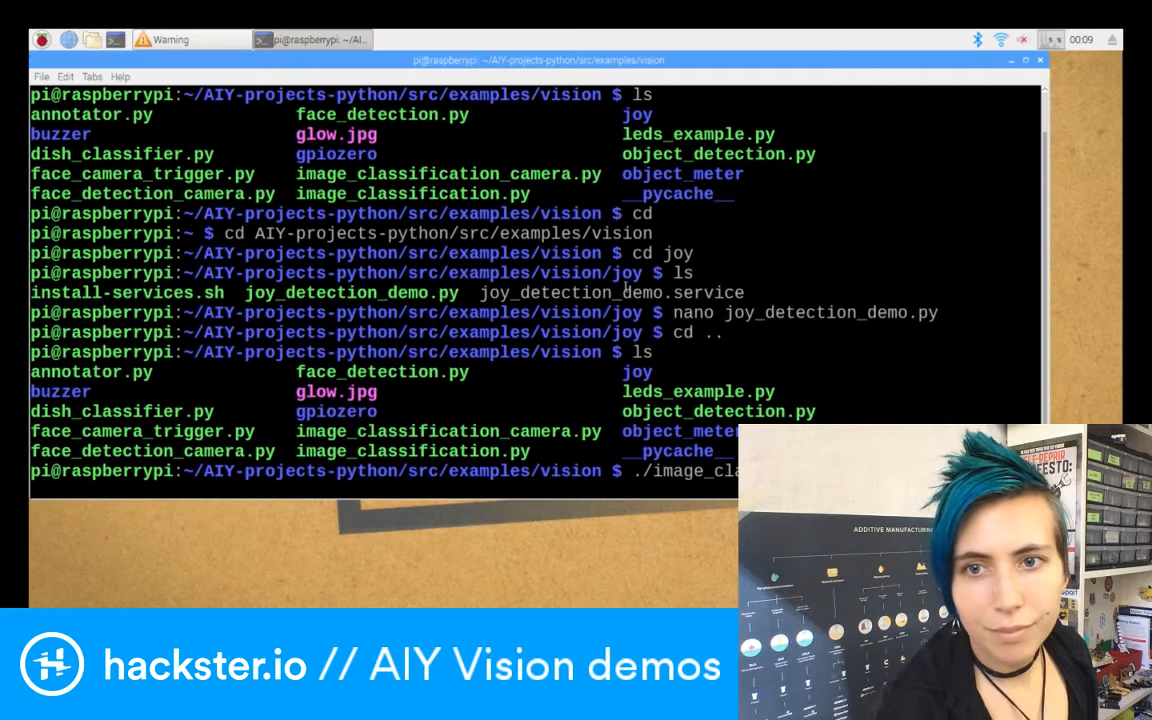 Warning
pi@raspberrypi: ~/AI...
00:09
pi@raspberrypi: ~/AIY-projects-python/src/examples/vision
File Edit Tabs Help
pi@raspberrypi:~/AIY-projects-python/src/examples/vision $ ls
annotator.py face_detection.py joy
buzzer glow.jpg leds_example.py
dish_classifier.py gpiozero object_detection.py
face_camera_trigger.py image_classification_camera.py object_meter
face_detection_camera.py image_classification.py __pycache__
pi@raspberrypi:~/AIY-projects-python/src/examples/vision $ cd
pi@raspberrypi:~ $ cd AIY-projects-python/src/examples/vision
pi@raspberrypi:~/AIY-projects-python/src/examples/vision $ cd joy
pi@raspberrypi:~/AIY-projects-python/src/examples/vision/joy $ ls
install-services.sh joy_detection_demo.py joy_detection_demo.service
pi@raspberrypi:~/AIY-projects-python/src/examples/vision/joy $ nano joy_detection_demo.py
pi@raspberrypi:~/AIY-projects-python/src/examples/vision/joy $ cd ..
pi@raspberrypi:~/AIY-projects-python/src/examples/vision $ ls
annotator.py face_detection.py joy
buzzer glow.jpg leds_example.py
dish_classifier.py gpiozero object_detection.py
face_camera_trigger.py image_classification_camera.py object_meter
face_detection_camera.py image_classification.py __pycache__
pi@raspberrypi:~/AIY-projects-python/src/examples/vision $ ./image_cla
ADDITIVE MANUFACTURING
hackster.io // AIY Vision demos